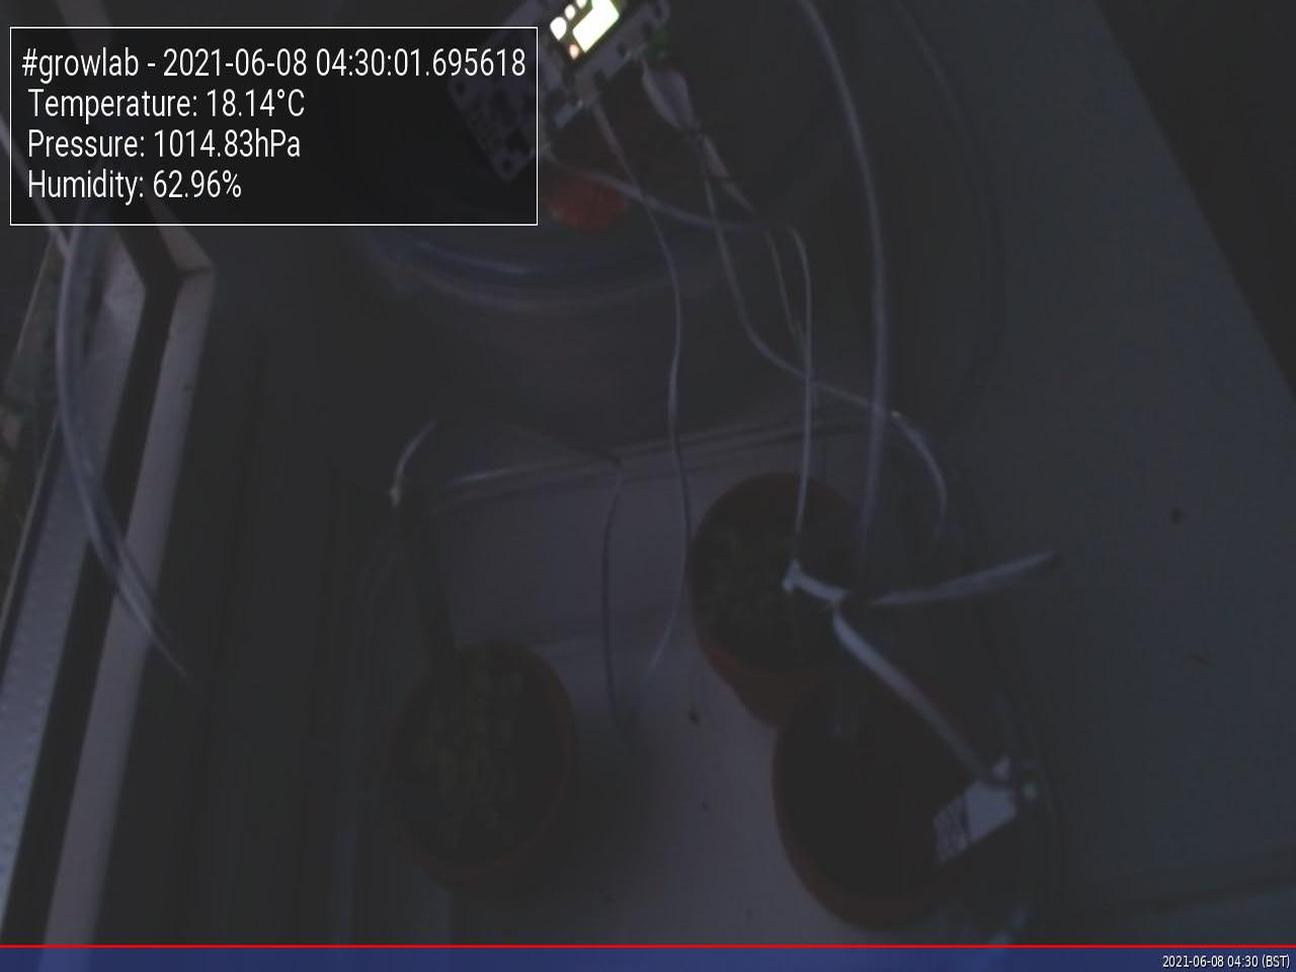 #growlab - 2021-06-08 04:30:01.695618
Temperature: 18.14°C
Pressure: 1014.83hPa
Humidity: 62.96%
2021-06-08 04:30 (BST)